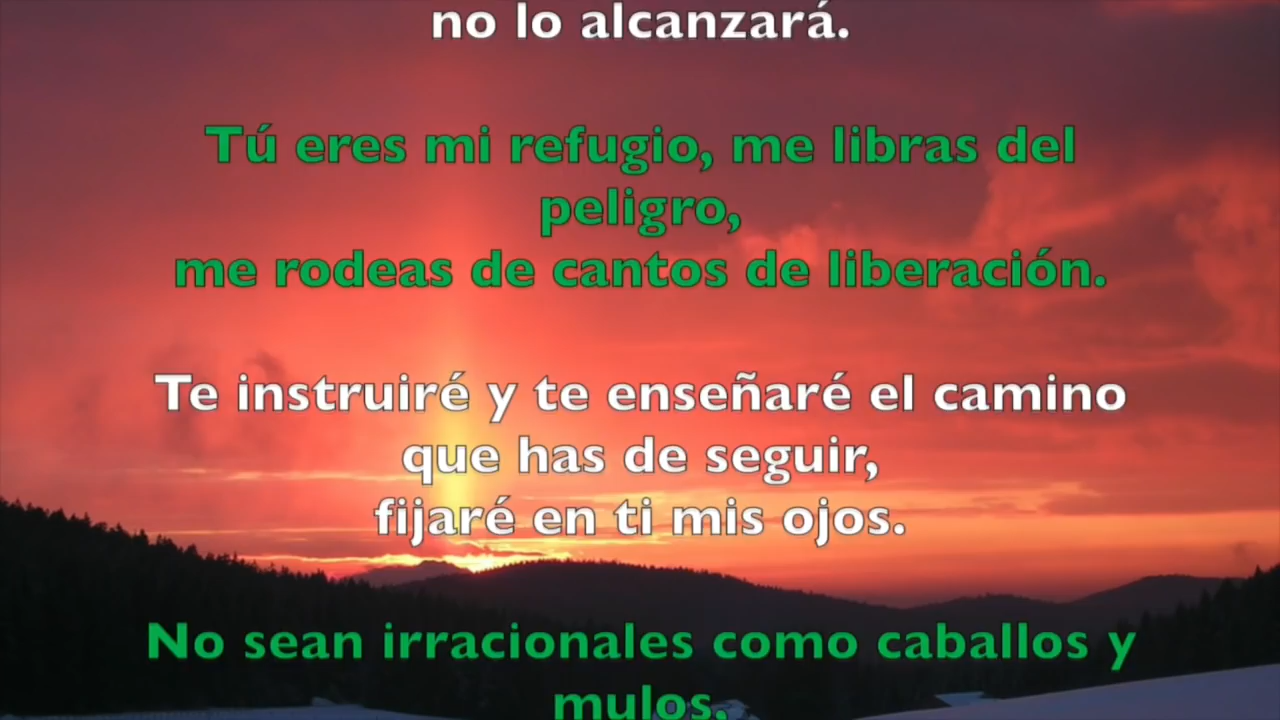 no lo alcanzará.
Tú eres mi refugio, me libras del
peligro,
me rodeas de cantos de liberación.
Te instruiré y te enseñaré el camino
que has de seguir,
fijaré en ti mis ojos.
No sean irracionales como caballos y
mulos,